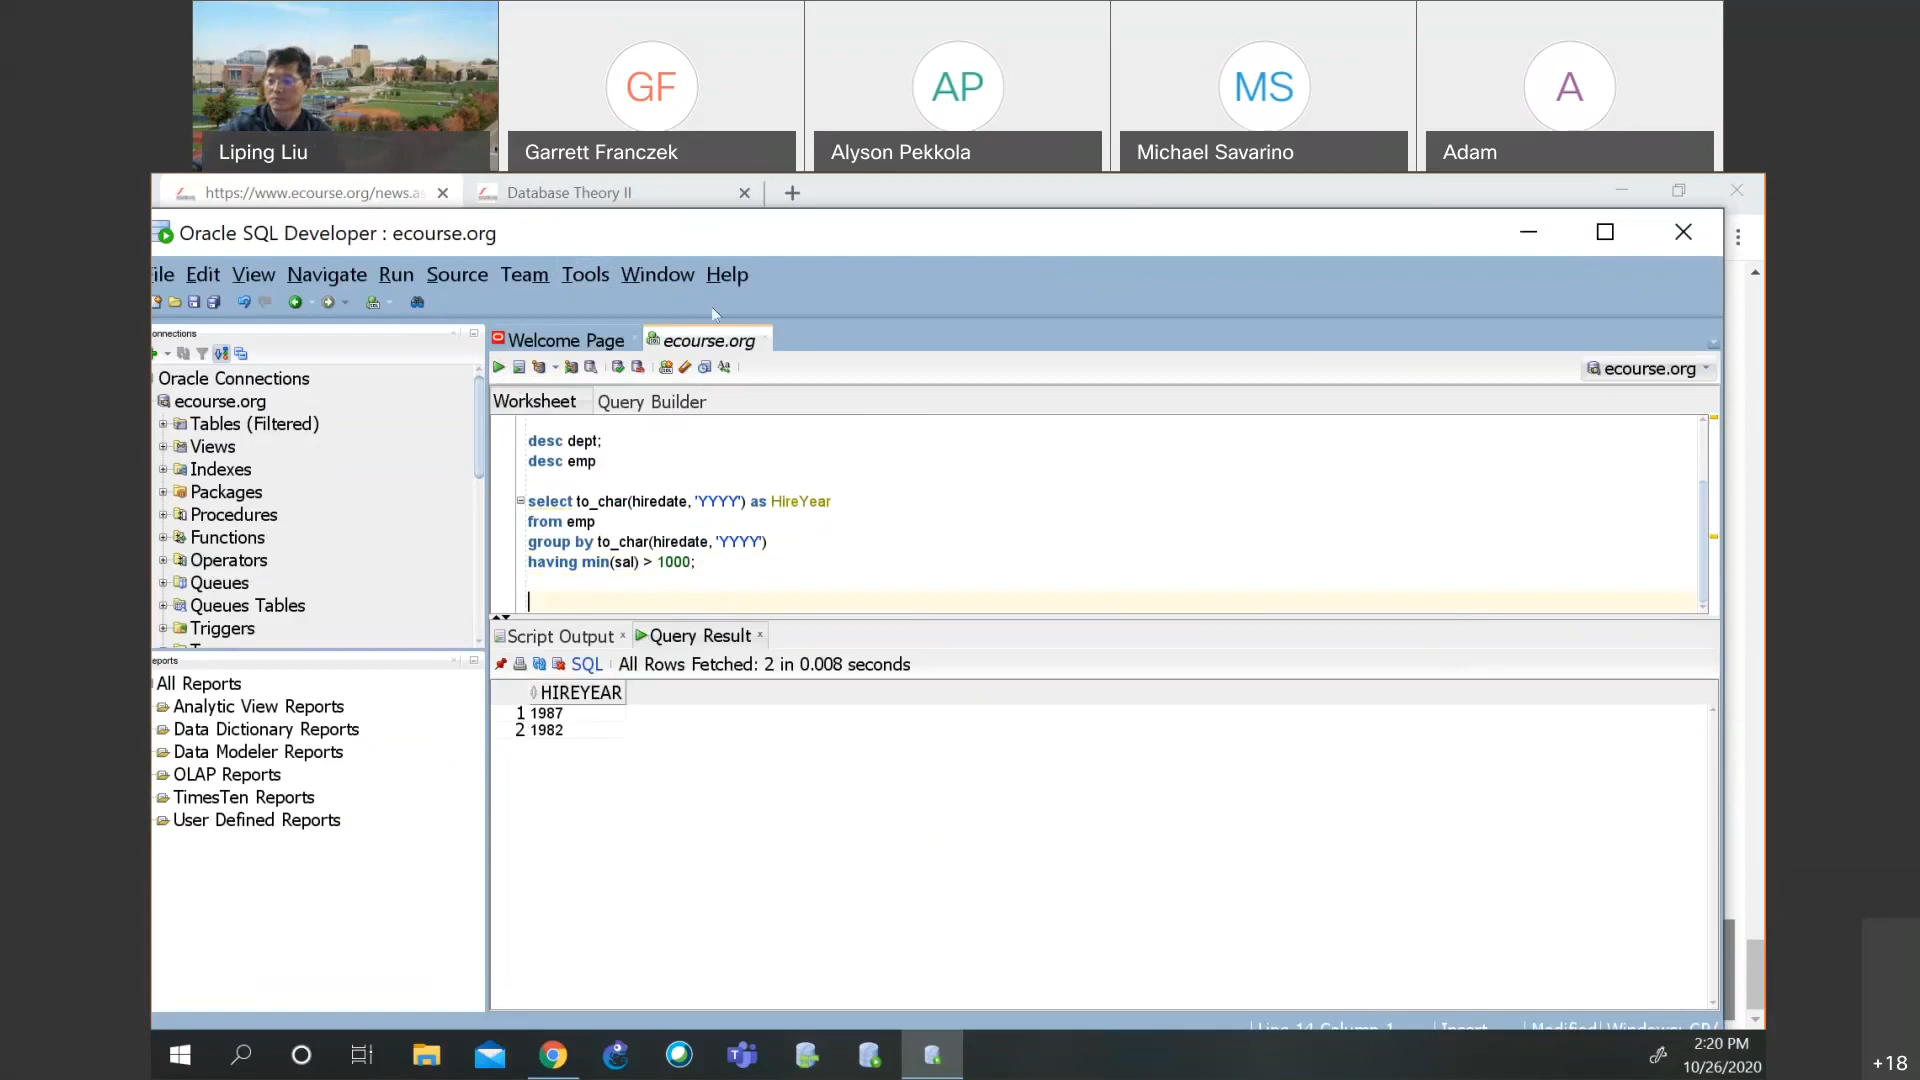 GF
AP
MS
A
Liping Liu
Garrett Franczek
Alyson Pekkola
Michael Savarino
Adam
https://www.ecourse.org/news.as
Database Theory II
Oracle SQL Developer : ecourse.org
ile Edit View Navigate Run Source Team Tools Window Help
onnections
Oracle Connections
ecourse.org
Tables (Filtered)
Views
Indexes
Packages
Procedures
Functions
Operators
Queues
Queues Tables
Triggers
eports
All Reports
Analytic View Reports
Data Dictionary Reports
Data Modeler Reports
OLAP Reports
TimesTen Reports
User Defined Reports
Welcome Page
ecourse.org
ecourse.org
Worksheet
Query Builder
desc dept;
desc emp
select to_char(hiredate, 'YYYY') as HireYear
from emp
group by to_char(hiredate, 'YYYY')
having min(sal) > 1000;
Script Output
Query Result
SQL
All Rows Fetched: 2 in 0.008 seconds
HIREYEAR
1 1987
2 1982
2:20 PM
10/26/2020
+18